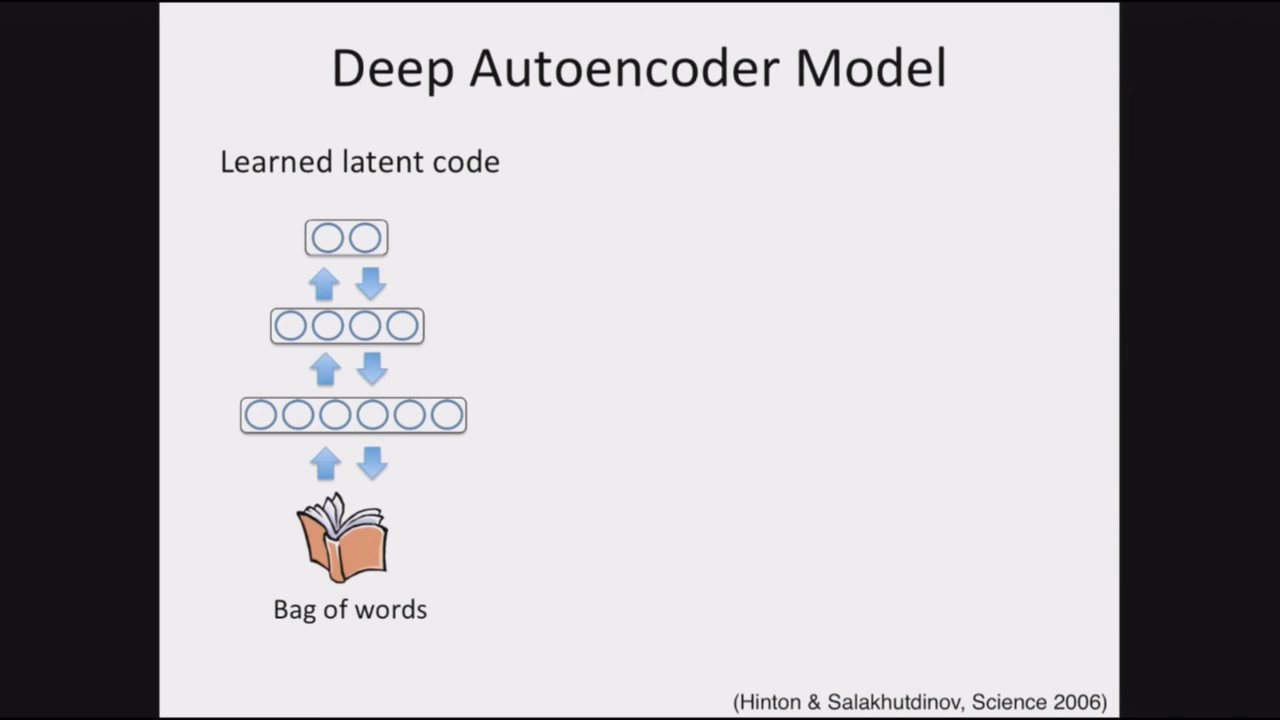 Deep Autoencoder Model
Learned latent code
Bag of words
(Hinton & Salakhutdinov, Science 2006)